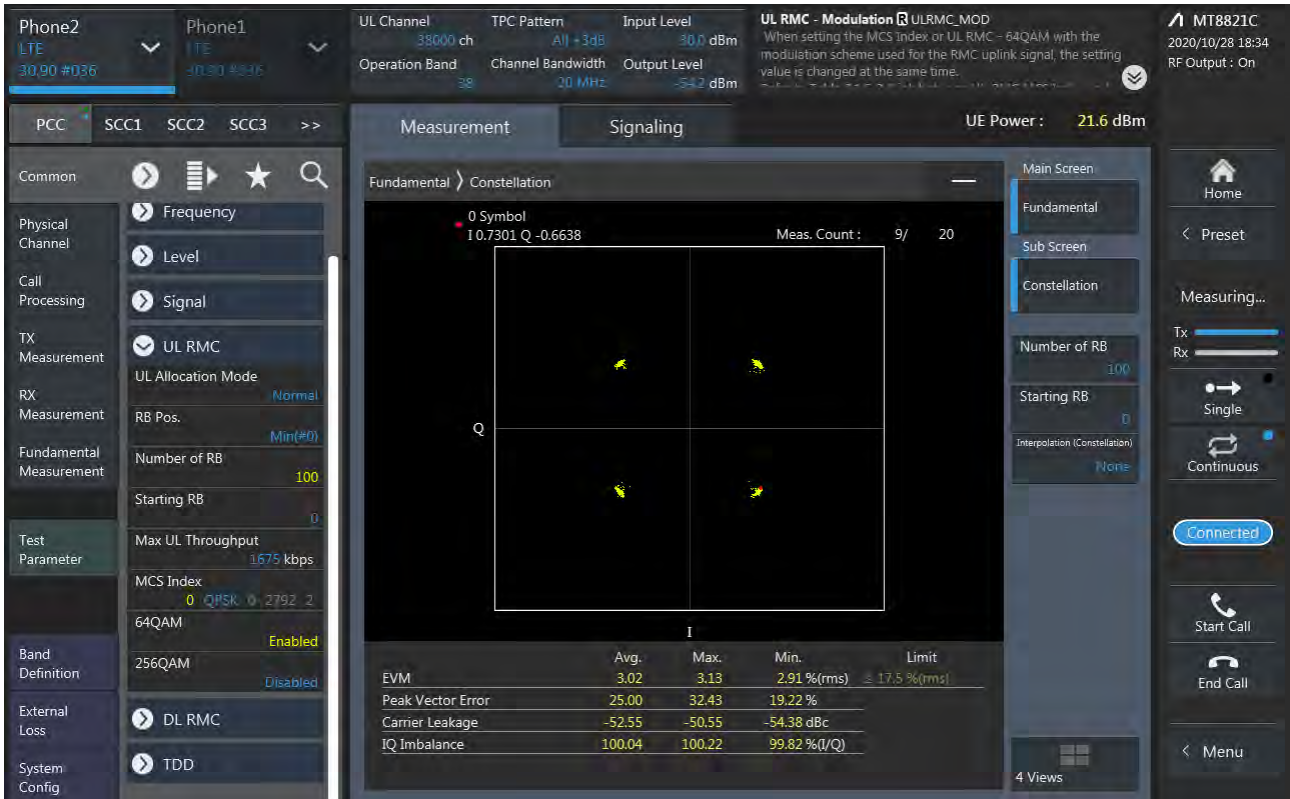 Phone2
LTE
30.90 #036
Phone1
LTE
30.90 #036
UL Channel
38000 ch
Operation Band
38
TPC Pattern
All +3dB
Channel Bandwidth
20 MHz
Input Level
30.0 dBm
Output Level
-54.2 dBm
UL RMC - Modulation R ULRMC_MOD
When setting the MCS Index or UL RMC - 64QAM with the
modulation scheme used for the RMC uplink signal, the setting
value is changed at the same time.
MT8821C
2020/10/28 18:34
RF Output : On
PCC SCC1 SCC2 SCC3 >>
Measurement
Signaling
UE Power : 21.6 dBm
Common
Physical
Channel
Call
Processing
TX
Measurement
RX
Measurement
Fundamental
Measurement
Test
Parameter
Band
Definition
External
Loss
System
Config
Frequency
Level
Signal
UL RMC
UL Allocation Mode
Normal
RB Pos.
Min(#0)
Number of RB
100
Starting RB
0
Max UL Throughput
1675 kbps
MCS Index
0 QPSK 0 2792 2
64QAM
Enabled
256QAM
Disabled
DL RMC
TDD
Fundamental 〉 Constellation
0 Symbol
I 0.7301 Q -0.6638
Meas. Count : 9/ 20
Q
I
Avg. Max. Min. Limit
EVM 3.02 3.13 2.91 %(rms) ≤ 17.5 %(rms)
Peak Vector Error 25.00 32.43 19.22 %
Carrier Leakage -52.55 -50.55 -54.38 dBc
IQ Imbalance 100.04 100.22 99.82 %(I/Q)
Main Screen
Fundamental
Sub Screen
Constellation
Number of RB
100
Starting RB
0
Interpolation (Constellation)
None
4 Views
Home
< Preset
Measuring...
Tx
Rx
Single
Continuous
Connected
Start Call
End Call
< Menu